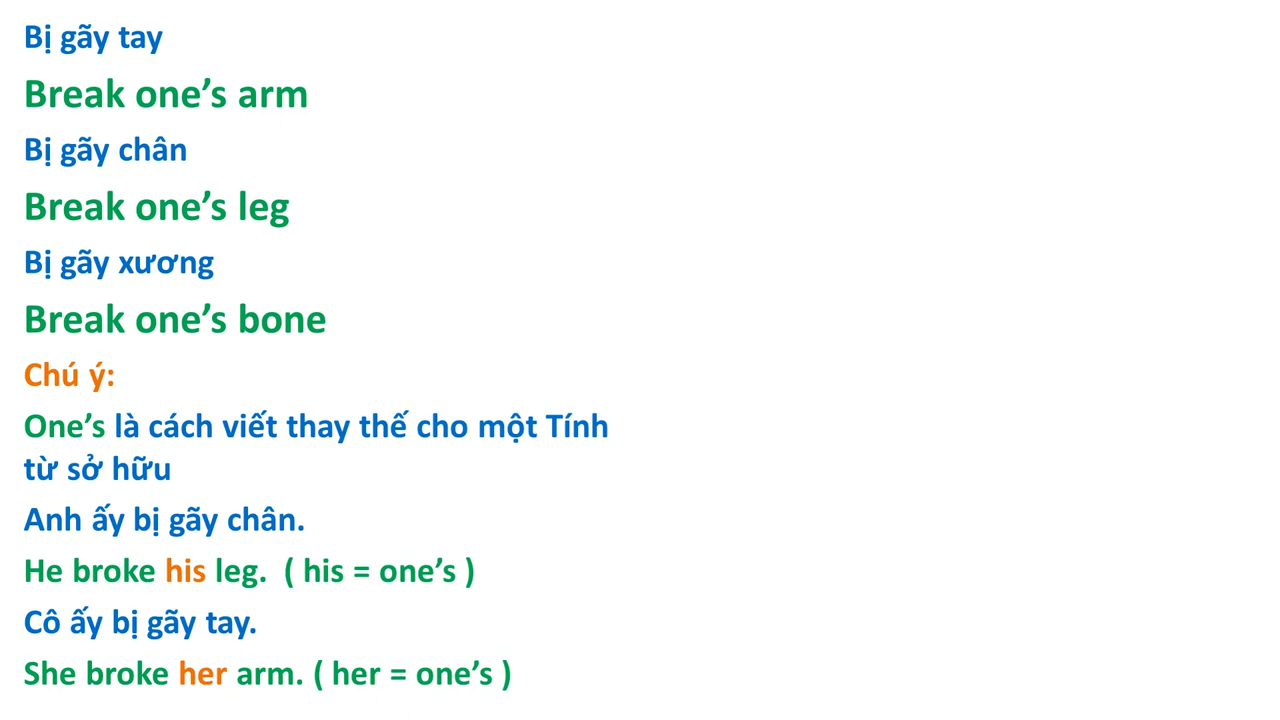 Bị gãy tay
Break one’s arm
Bị gãy chân
Break one’s leg
Bị gãy xương
Break one’s bone
Chú ý:
One’s là cách viết thay thế cho một Tính
từ sở hữu
Anh ấy bị gãy chân.
He broke his leg.  ( his = one’s )
Cô ấy bị gãy tay.
She broke her arm. ( her = one’s )